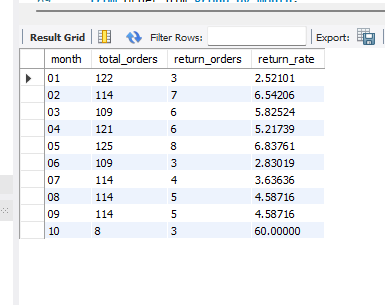 Result Grid Filter Rows: Export:
month total_orders return_orders return_rate
01 122 3 2.52101
02 114 7 6.54206
03 109 6 5.82524
04 121 6 5.21739
05 125 8 6.83761
06 109 3 2.83019
07 114 4 3.63636
08 114 5 4.58716
09 114 5 4.58716
10 8 3 60.00000